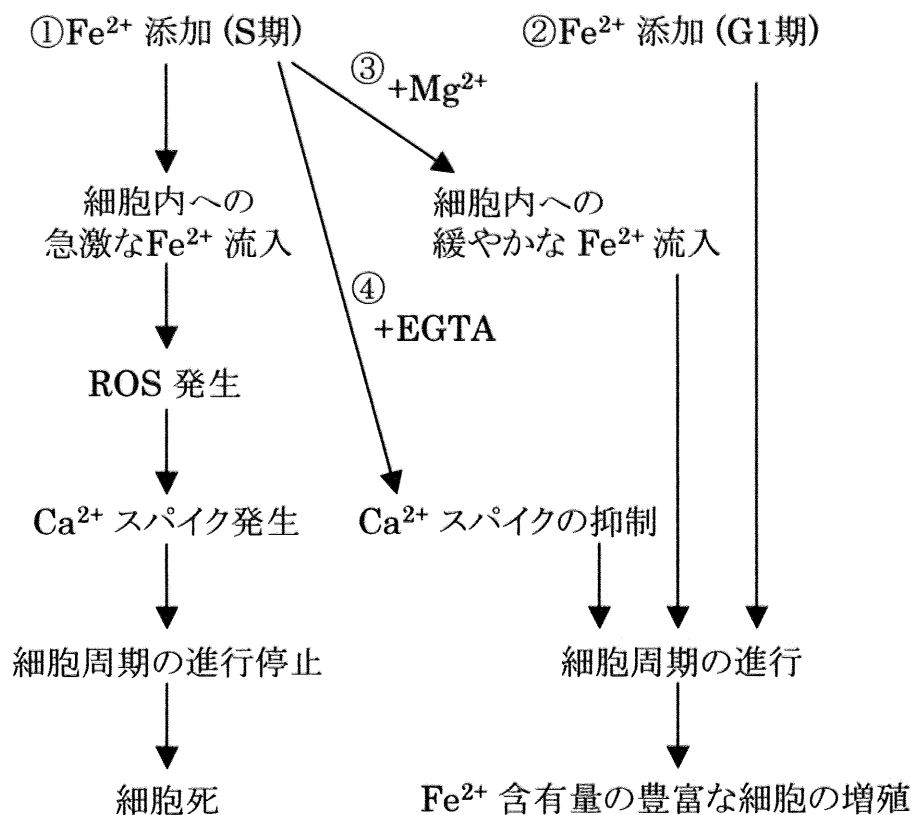 ①Fe²⁺ 添加 (S期)
②Fe²⁺ 添加 (G1期)
③
+Mg²⁺
細胞内への
急激なFe²⁺ 流入
細胞内への
緩やかな Fe²⁺ 流入
④
+EGTA
ROS 発生
Ca²⁺ スパイク発生
Ca²⁺ スパイクの抑制
細胞周期の進行停止
細胞周期の進行
細胞死
Fe²⁺ 含有量の豊富な細胞の増殖